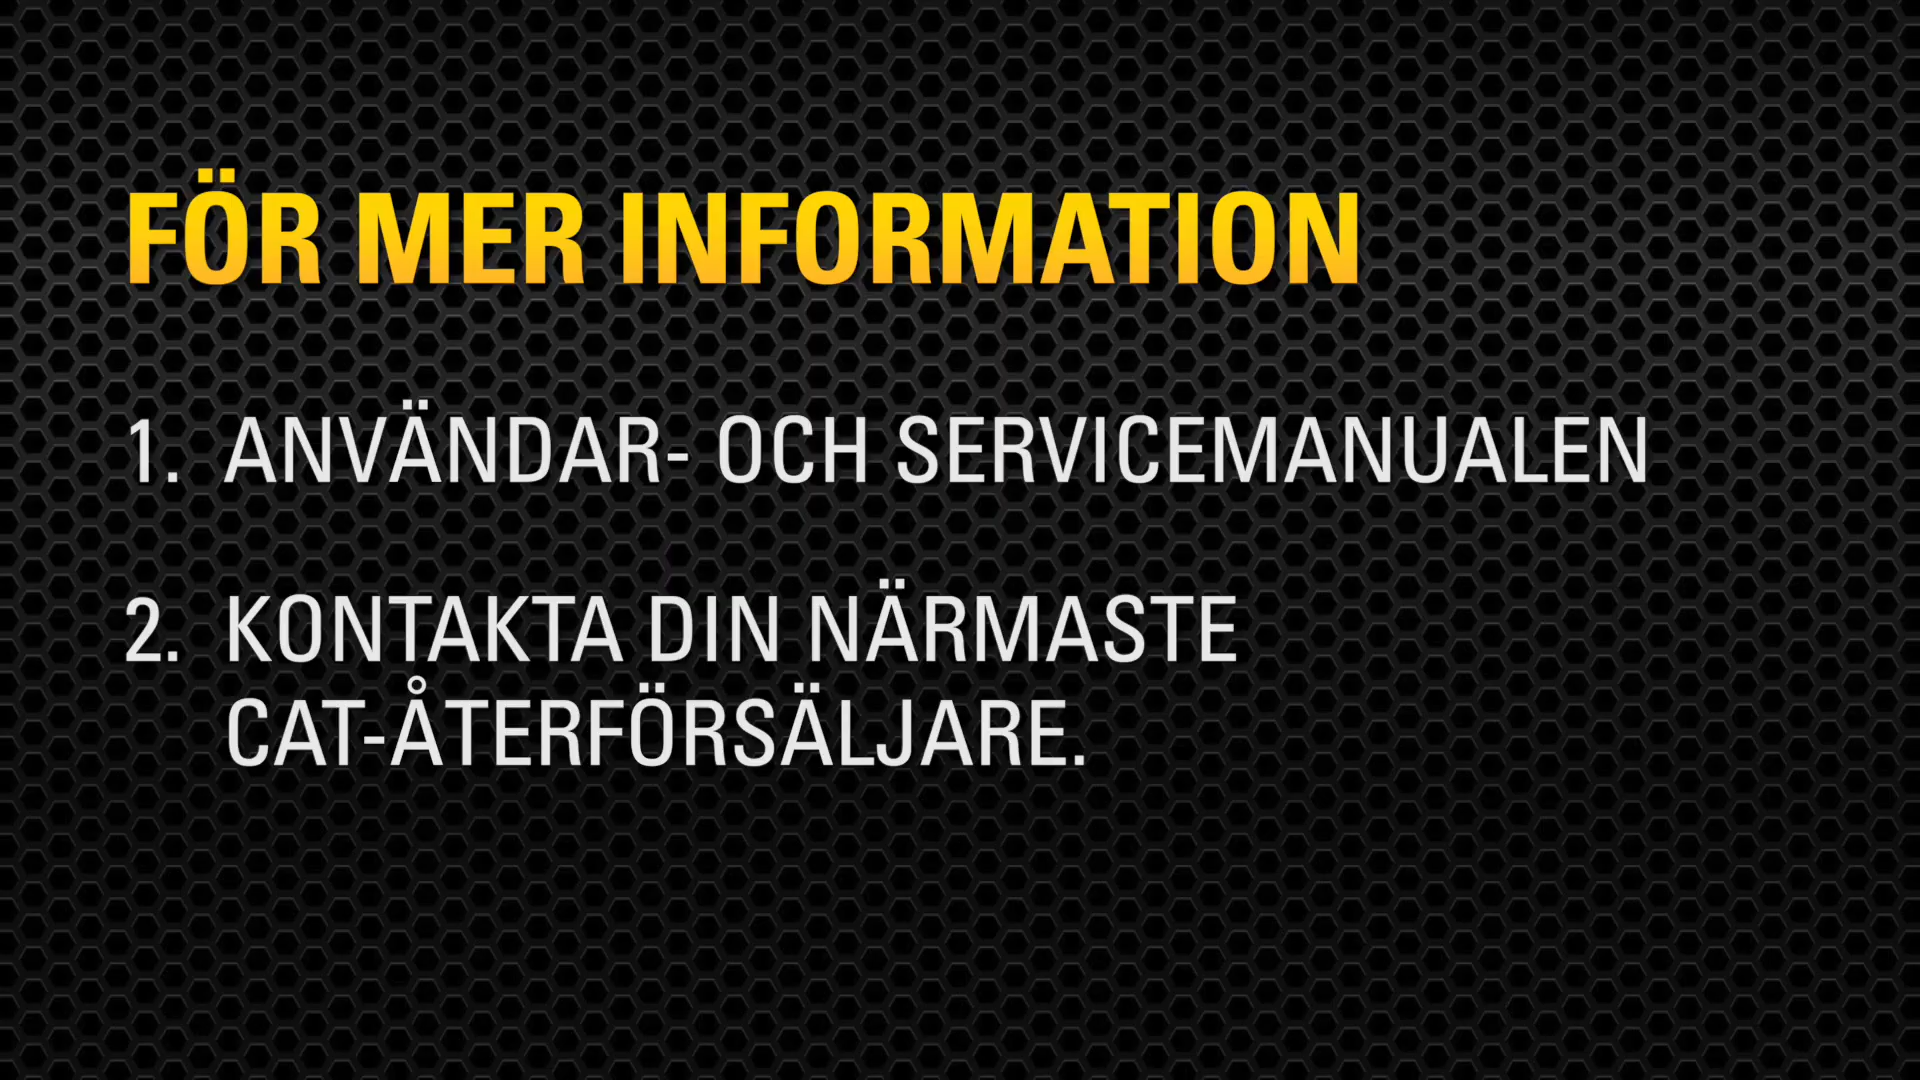 FÖR MER INFORMATION
1. ANVÄNDAR- OCH SERVICEMANUALEN
2. KONTAKTA DIN NÄRMASTE
CAT-ÅTERFÖRSÄLJARE.